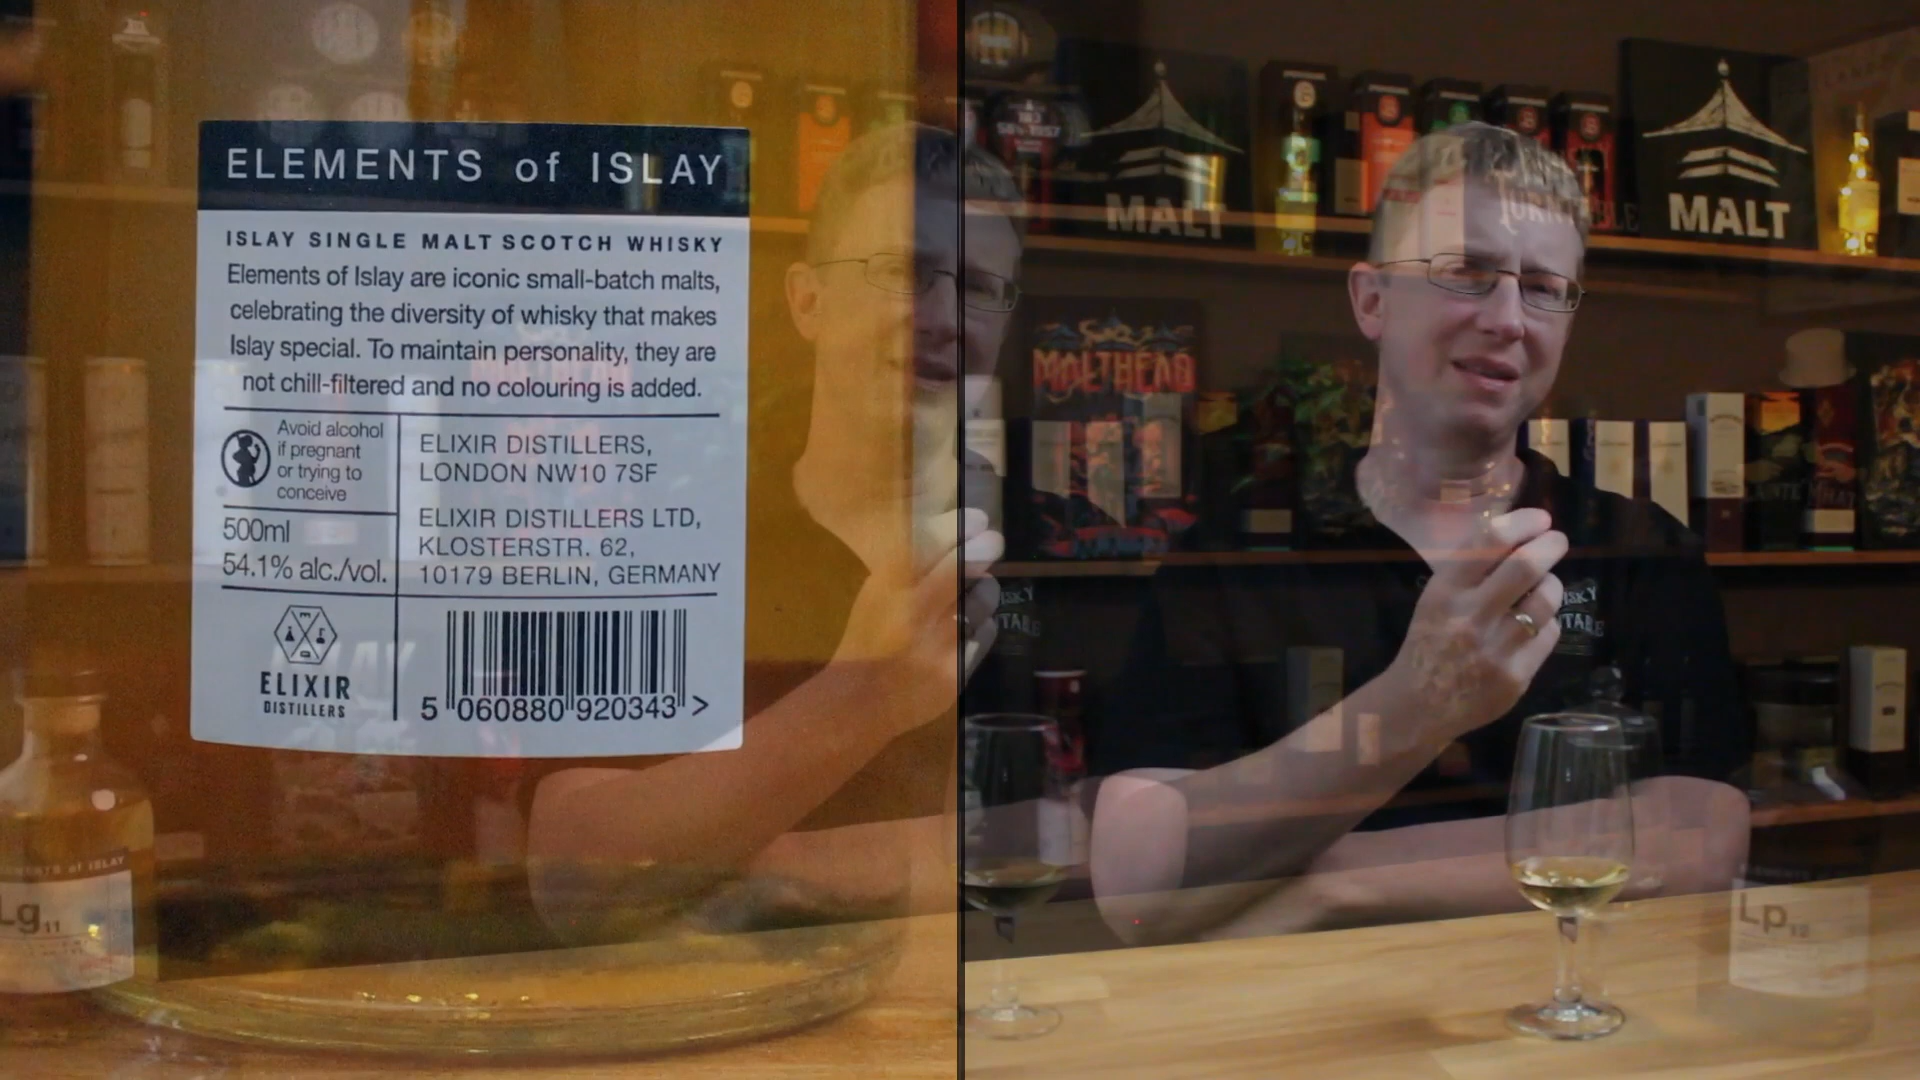 ELEMENTS of ISLAY
ISLAY SINGLE MALT SCOTCH WHISKY
Elements of Islay are iconic small-batch malts,
celebrating the diversity of whisky that makes
Islay special. To maintain personality, they are
not chill-filtered and no colouring is added.
Avoid alcohol
if pregnant
or trying to
conceive
500ml
54.1% alc./vol.
ELIXIR DISTILLERS,
LONDON NW10 7SF
ELIXIR DISTILLERS LTD,
KLOSTERSTR. 62,
10179 BERLIN, GERMANY
ELIXIR
DISTILLERS
5 060880 920343 >
of ISLAY
Lg11
MALT
MALT
MALTHEAD
Lp